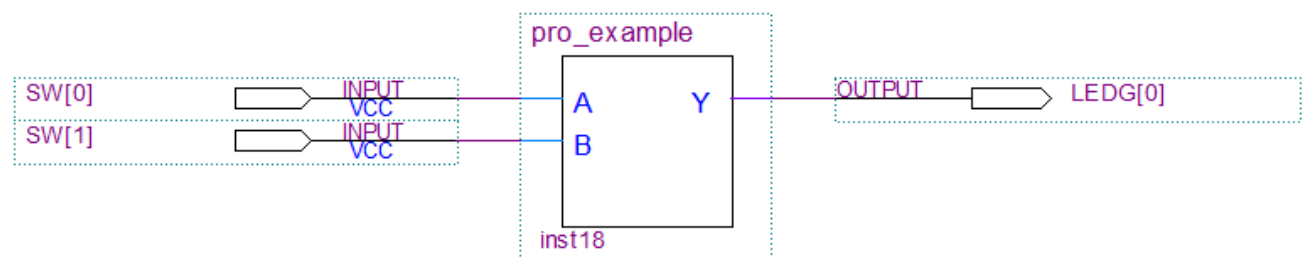 pro_example
SW[0] INPUT VCC A Y OUTPUT LEDG[0]
SW[1] INPUT VCC B
inst18